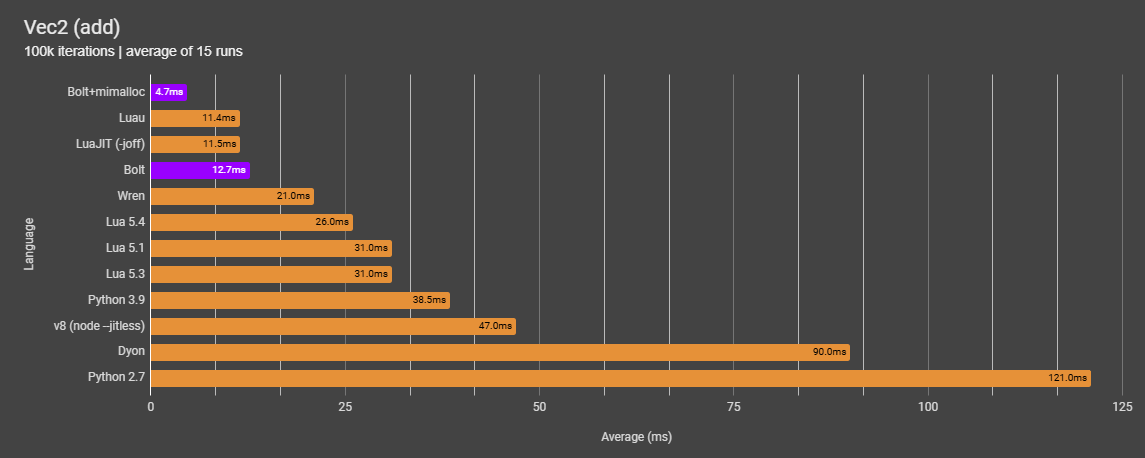 Vec2 (add)
100k iterations | average of 15 runs
Language
Bolt+mimalloc 4.7ms
Luau 11.4ms
LuaJIT (-joff) 11.5ms
Bolt 12.7ms
Wren 21.0ms
Lua 5.4 26.0ms
Lua 5.1 31.0ms
Lua 5.3 31.0ms
Python 3.9 38.5ms
v8 (node --jitless) 47.0ms
Dyon 90.0ms
Python 2.7 121.0ms
0 25 50 75 100 125
Average (ms)